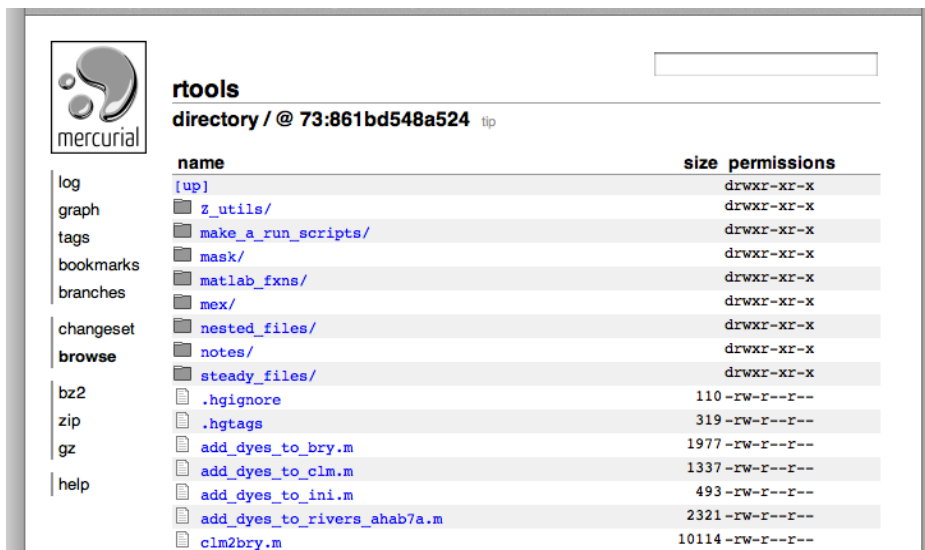 mercurial
log
graph
tags
bookmarks
branches
changeset
browse
bz2
zip
gz
help
rtools
directory / @ 73:861bd548a524 tip
name size permissions
[up] drwxr-xr-x
Z_utils/ drwxr-xr-x
make_a_run_scripts/ drwxr-xr-x
mask/ drwxr-xr-x
matlab_fxns/ drwxr-xr-x
mex/ drwxr-xr-x
nested_files/ drwxr-xr-x
notes/ drwxr-xr-x
steady_files/ drwxr-xr-x
.hgignore 110 -rw-r--r--
.hgtags 319 -rw-r--r--
add_dyes_to_bry.m 1977 -rw-r--r--
add_dyes_to_clm.m 1337 -rw-r--r--
add_dyes_to_ini.m 493 -rw-r--r--
add_dyes_to_rivers_ahab7a.m 2321 -rw-r--r--
clm2bry.m 10114 -rw-r--r--